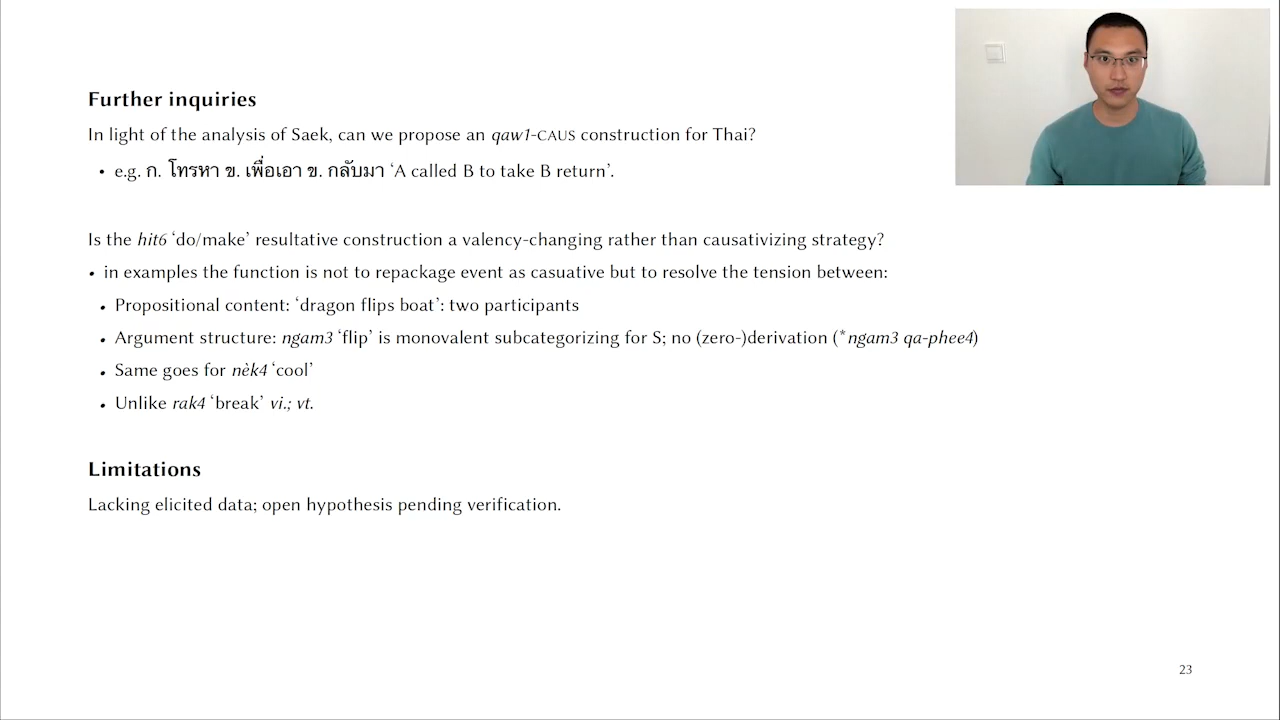 Further inquiries
In light of the analysis of Saek, can we propose an qaw1-CAUS construction for Thai?
• e.g. ก. โทรหา ข. เพื่อเอา ข. กลับมา ‘A called B to take B return’.
Is the hit6 ‘do/make’ resultative construction a valency-changing rather than causativizing strategy?
• in examples the function is not to repackage event as casuative but to resolve the tension between:
• Propositional content: ‘dragon flips boat’: two participants
• Argument structure: ngam3 ‘flip’ is monovalent subcategorizing for S; no (zero-)derivation (*ngam3 qa-phee4)
• Same goes for nèk4 ‘cool’
• Unlike rak4 ‘break’ vi.; vt.
Limitations
Lacking elicited data; open hypothesis pending verification.
23